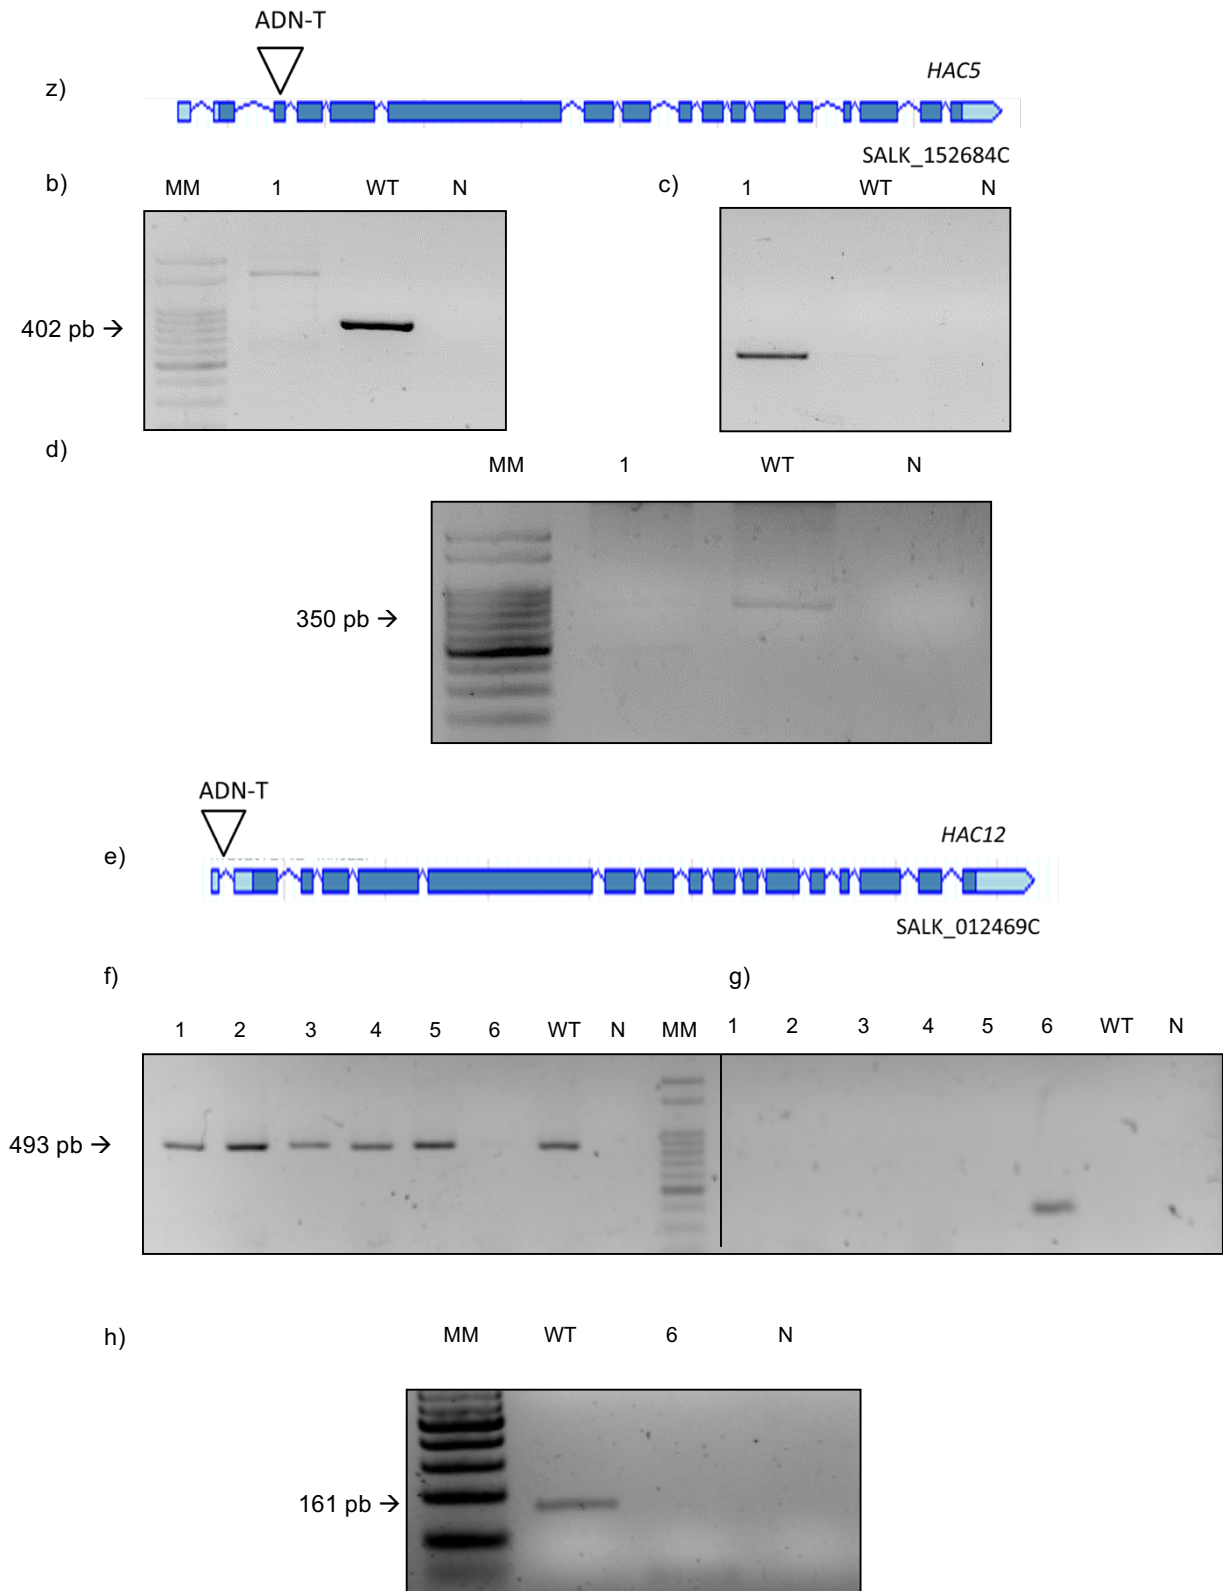 ADN-T
HAC5
z)
SALK_152684C
b)
MM 1 WT N
c)
1 WT N
402 pb →
d)
MM 1 WT N
350 pb →
ADN-T
HAC12
e)
SALK_012469C
f)
g)
1 2 3 4 5 6 WT N MM
1 2 3 4 5 6 WT N
493 pb →
h)
MM WT 6 N
161 pb →